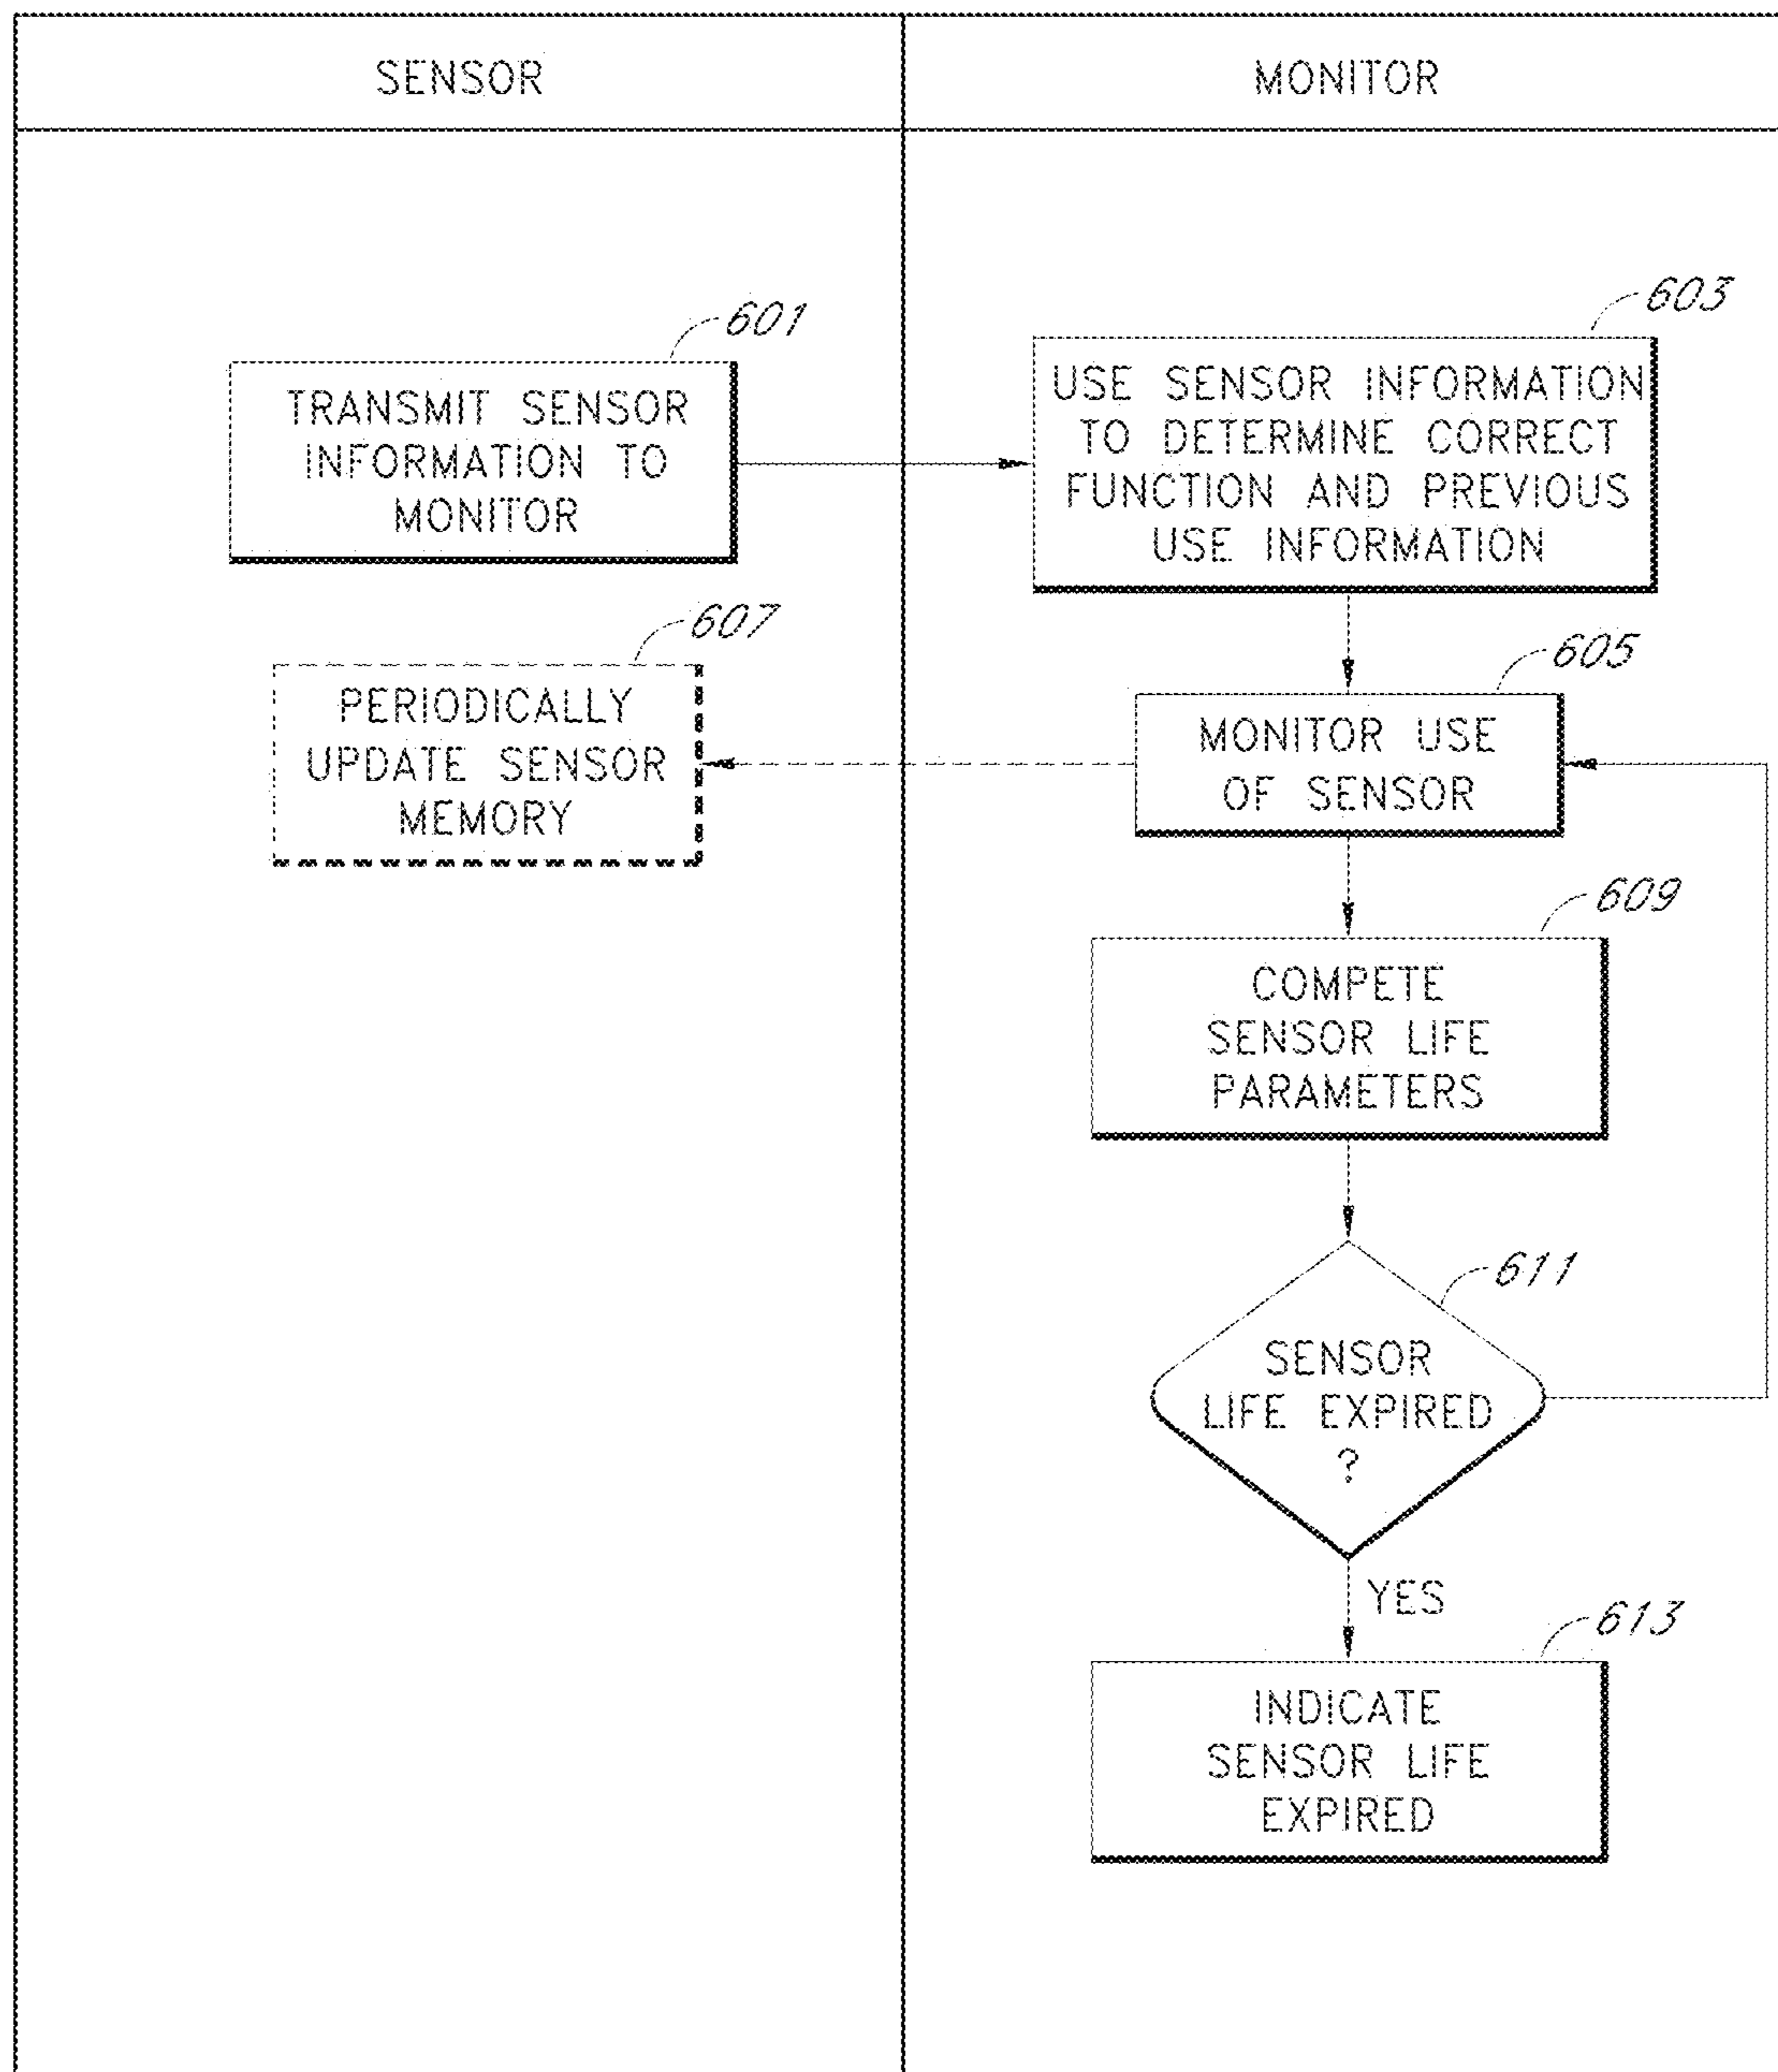 SENSOR
MONITOR
601
TRANSMIT SENSOR
INFORMATION TO
MONITOR
603
USE SENSOR INFORMATION
TO DETERMINE CORRECT
FUNCTION AND PREVIOUS
USE INFORMATION
607
PERIODICALLY
UPDATE SENSOR
MEMORY
605
MONITOR USE
OF SENSOR
609
COMPETE
SENSOR LIFE
PARAMETERS
611
SENSOR
LIFE EXPIRED
?
YES
613
INDICATE
SENSOR LIFE
EXPIRED